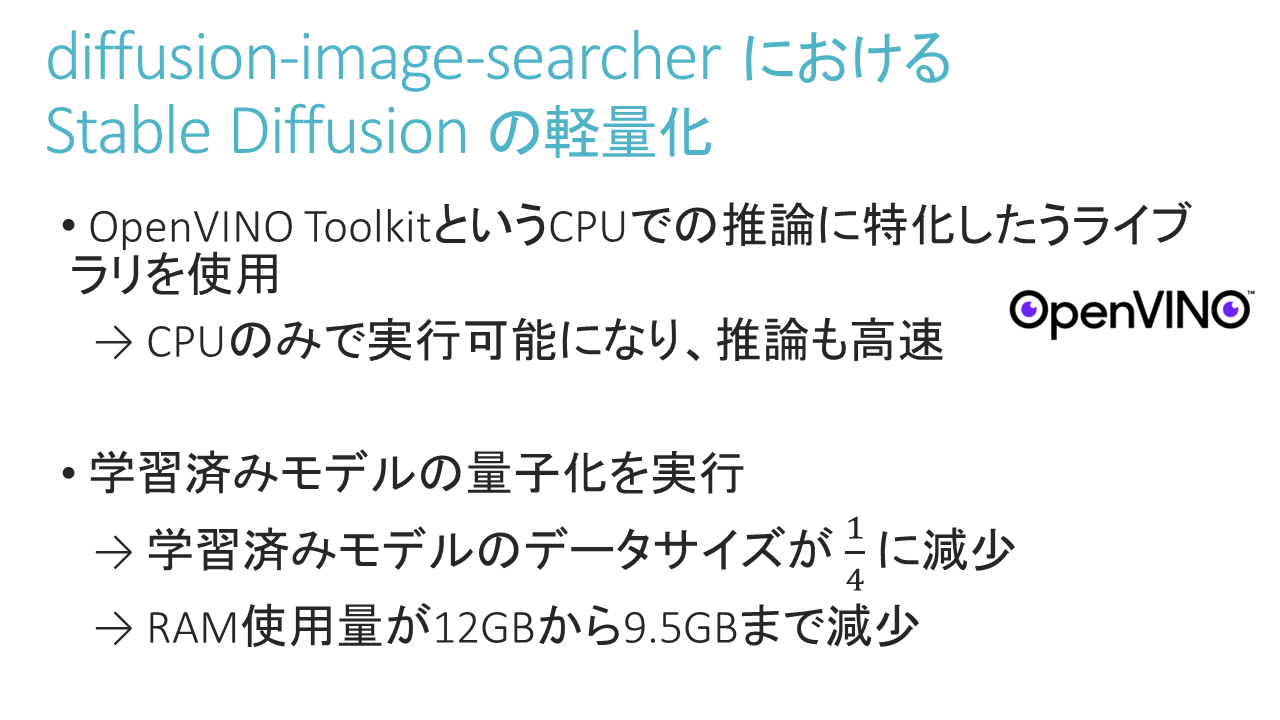 diffusion-image-searcher における
Stable Diffusion の軽量化
• OpenVINO ToolkitというCPUでの推論に特化したうライブ
ラリを使用
OpenVINO™
→ CPUのみで実行可能になり、推論も高速
• 学習済みモデルの量子化を実行
→ 学習済みモデルのデータサイズが 1/4 に減少
→ RAM使用量が12GBから9.5GBまで減少